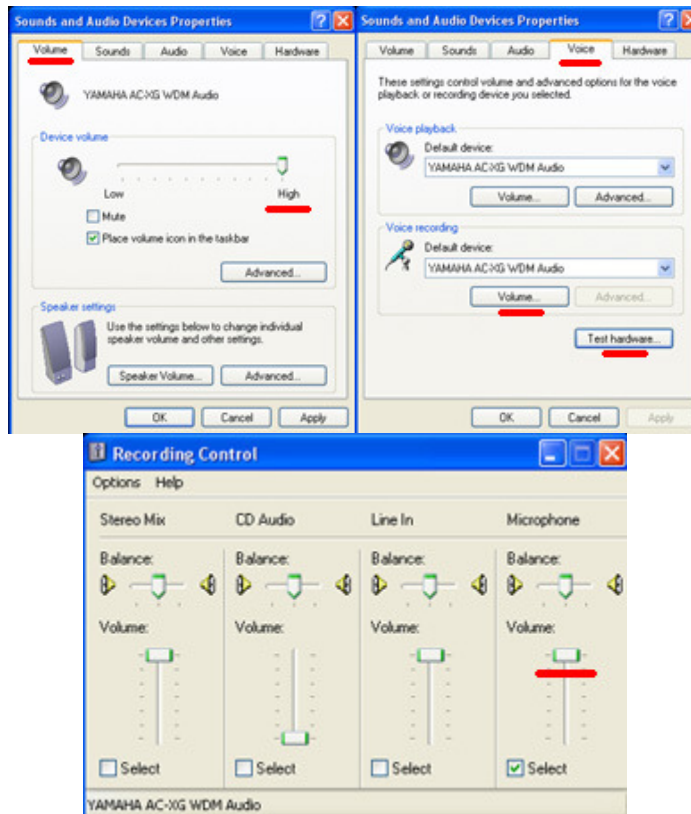 Sounds and Audio Devices Properties
Volume Sounds Audio Voice Hardware
YAMAHA AC-XG WDM Audio
Device volume
Low High
Mute
Place volume icon in the taskbar
Advanced...
Speaker settings
Use the settings below to change individual
speaker volume and other settings.
Speaker Volume... Advanced...
OK Cancel Apply
Sounds and Audio Devices Properties
Volume Sounds Audio Voice Hardware
These settings control volume and advanced options for the voice
playback or recording device you selected.
Voice playback
Default device:
YAMAHA AC-XG WDM Audio
Volume... Advanced...
Voice recording
Default device:
YAMAHA AC-XG WDM Audio
Volume... Advanced...
Test hardware...
OK Cancel Apply
Recording Control
Options Help
Stereo Mix CD Audio Line In Microphone
Balance: Balance: Balance: Balance:
Volume: Volume: Volume: Volume:
Select Select Select Select
YAMAHA AC-XG WDM Audio